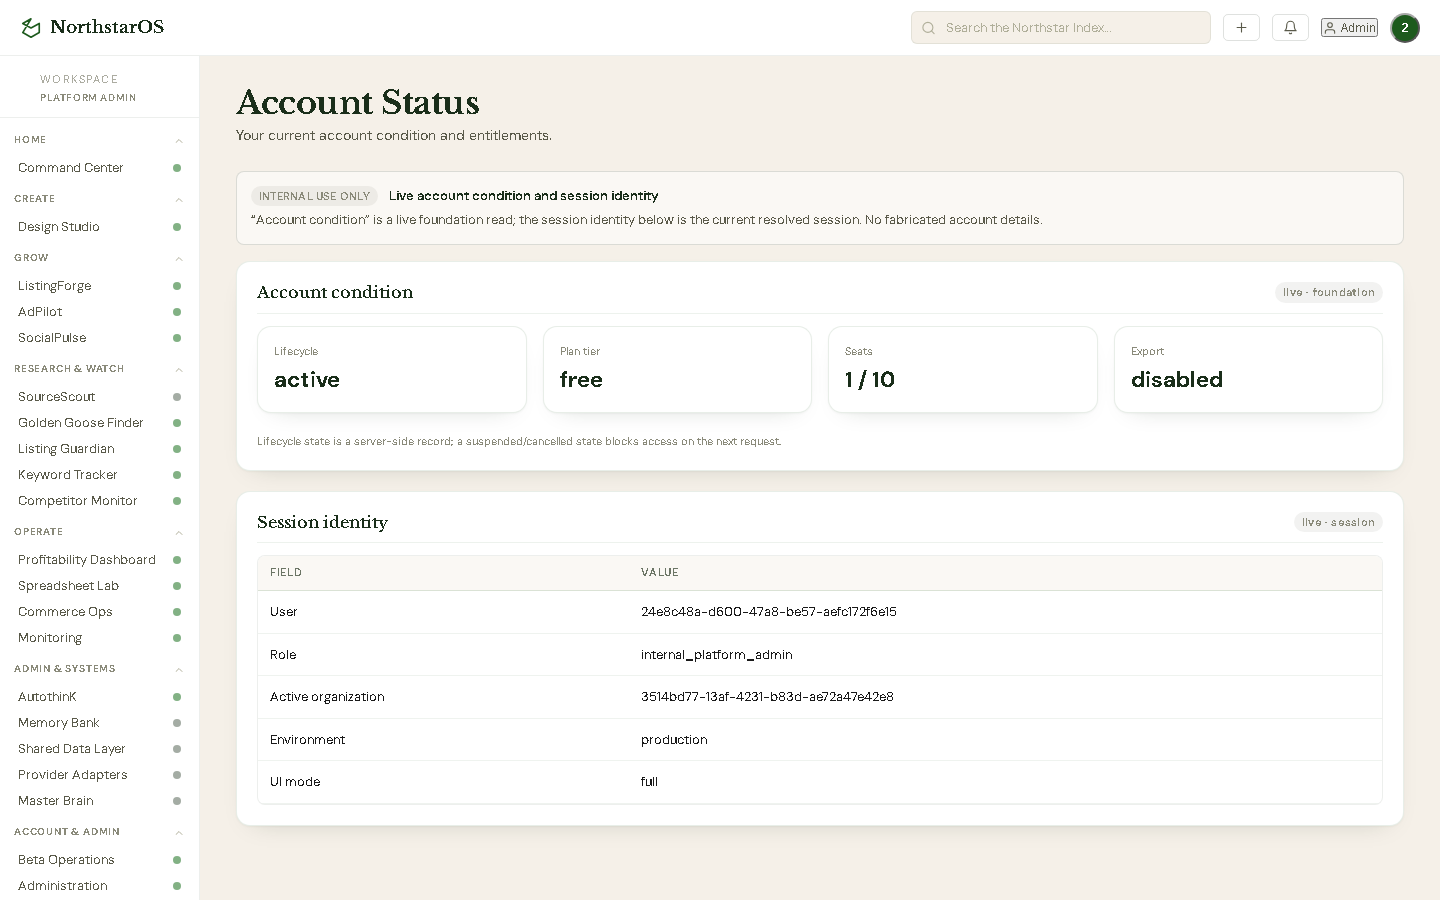 NorthstarOS
Search the Northstar Index...
Admin
2
WORKSPACE
PLATFORM ADMIN
HOME
Command Center
CREATE
Design Studio
GROW
ListingForge
AdPilot
SocialPulse
RESEARCH & WATCH
SourceScout
Golden Goose Finder
Listing Guardian
Keyword Tracker
Competitor Monitor
OPERATE
Profitability Dashboard
Spreadsheet Lab
Commerce Ops
Monitoring
ADMIN & SYSTEMS
AutothinK
Memory Bank
Shared Data Layer
Provider Adapters
Master Brain
ACCOUNT & ADMIN
Beta Operations
Administration
Account Status
Your current account condition and entitlements.
INTERNAL USE ONLY Live account condition and session identity
“Account condition” is a live foundation read; the session identity below is the current resolved session. No fabricated account details.
Account condition
live · foundation
Lifecycle
active
Plan tier
free
Seats
1 / 10
Export
disabled
Lifecycle state is a server-side record; a suspended/cancelled state blocks access on the next request.
Session identity
live · session
FIELD VALUE
User 24e8c48a-d600-47a8-be57-aefc172f6e15
Role internal_platform_admin
Active organization 3514bd77-13af-4231-b83d-ae72a47e42e8
Environment production
UI mode full